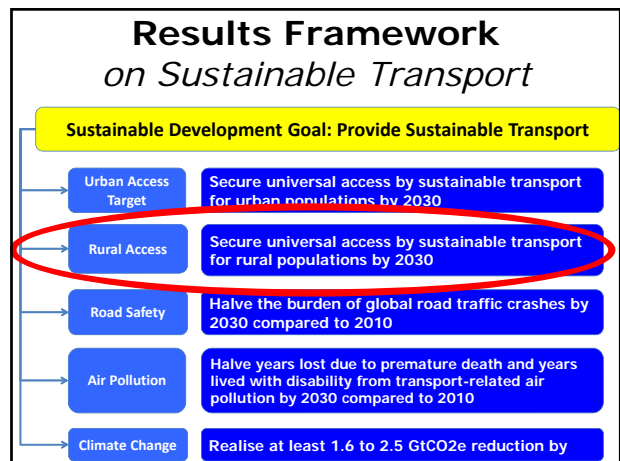 Results Framework
on Sustainable Transport
Sustainable Development Goal: Provide Sustainable Transport
Urban Access
Target
Secure universal access by sustainable transport
for urban populations by 2030
Rural Access
Secure universal access by sustainable transport
for rural populations by 2030
Road Safety
Halve the burden of global road traffic crashes by
2030 compared to 2010
Air Pollution
Halve years lost due to premature death and years
lived with disability from transport-related air
pollution by 2030 compared to 2010
Climate Change
Realise at least 1.6 to 2.5 GtCO2e reduction by